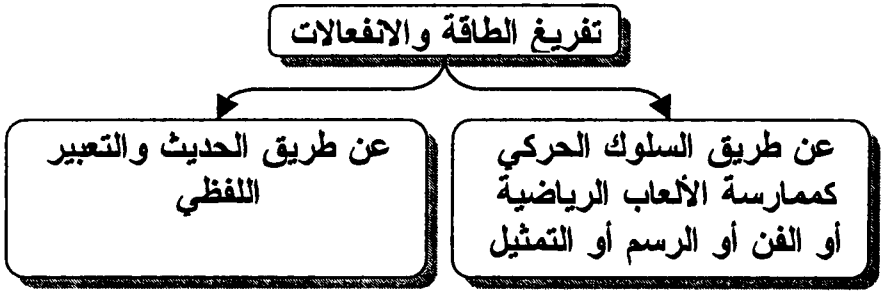 تفريغ الطاقة والانفعالات
عن طريق السلوك الحركي
كممارسة الألعاب الرياضية
أو الفن أو الرسم أو التمثيل
عن طريق الحديث والتعبير
اللفظي